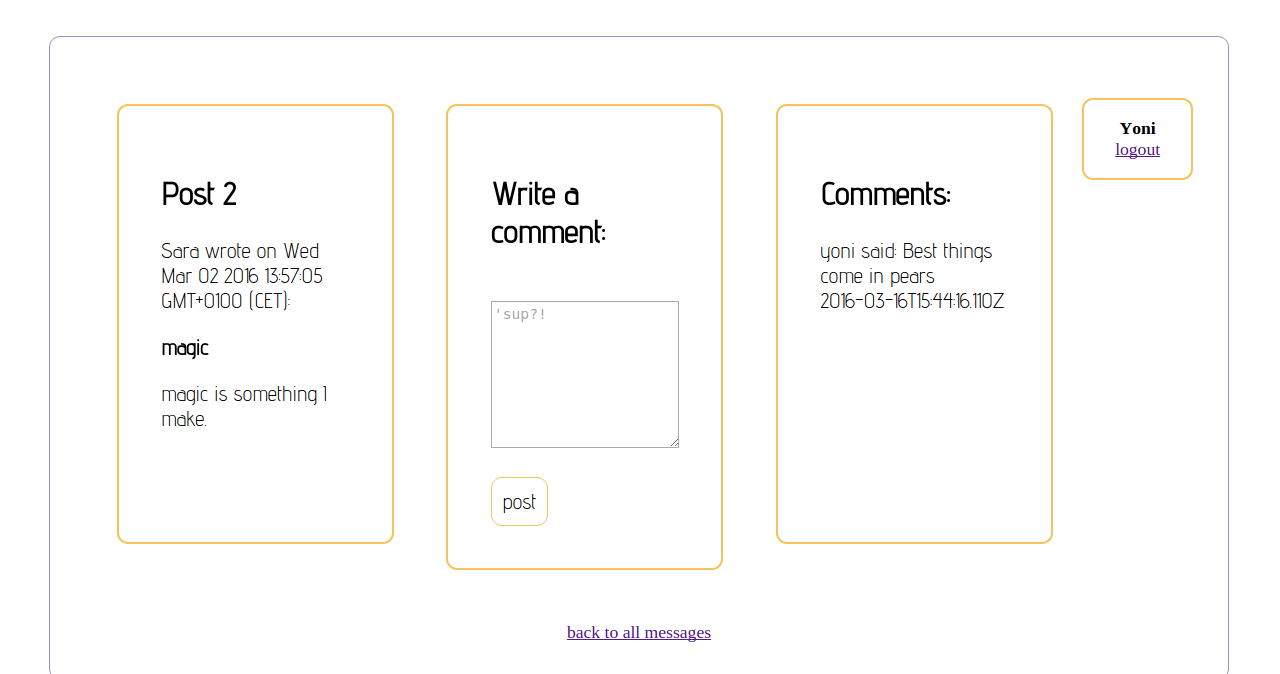 Post 2
Sara wrote on Wed
Mar 02 2016 13:57:05
GMT+0100 (CET):
magic
magic is something I
make.
Write a
comment:
'sup?!
post
Comments:
yoni said: Best things
come in pears
2016-03-16T15:44:16.110Z
Yoni
logout
back to all messages